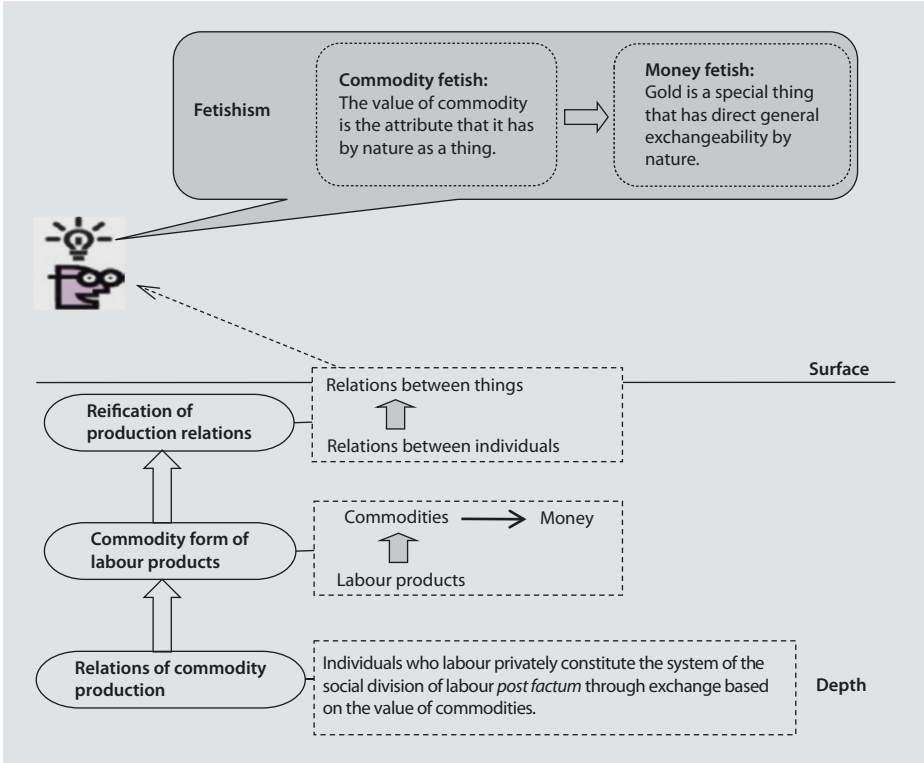 Fetishism
Commodity fetish:
The value of commodity
is the attribute that it has
by nature as a thing.
Money fetish:
Gold is a special thing
that has direct general
exchangeability by
nature.
Surface
Relations between things
Reification of
production relations
Relations between individuals
Commodity form of
labour products
Commodities
Money
Labour products
Relations of commodity
production
Individuals who labour privately constitute the system of the
social division of labour post factum through exchange based
on the value of commodities.
Depth